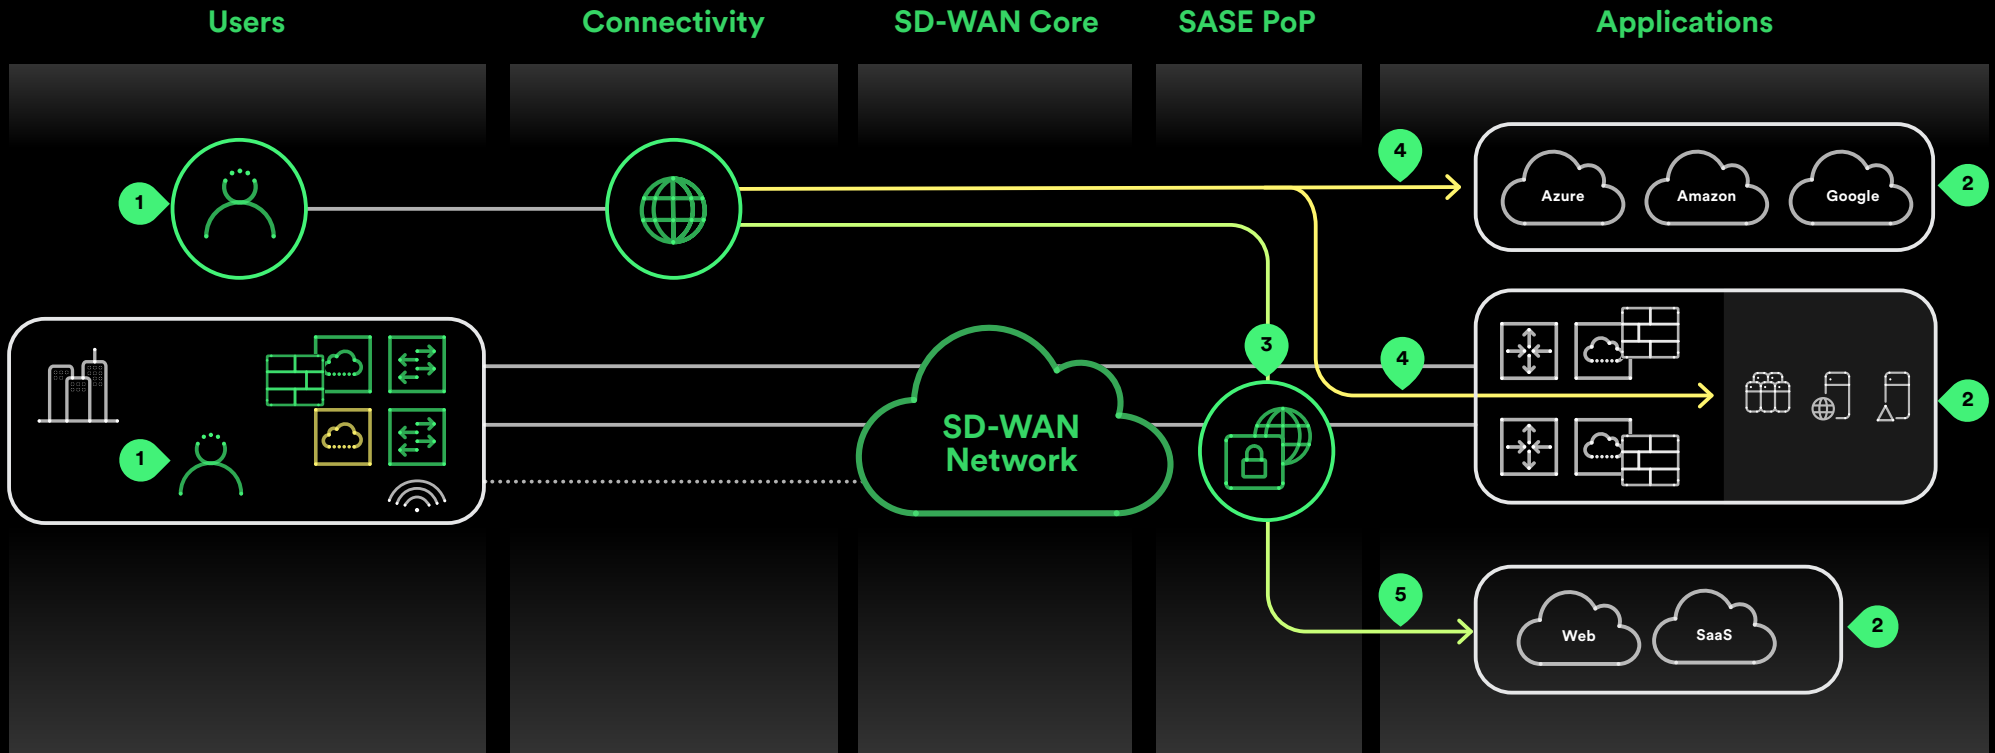 Users
Connectivity
SD-WAN Core
SASE PoP
Applications
1
4
Azure
Amazon
Google
2
3
4
2
1
SD-WAN
Network
5
Web
SaaS
2